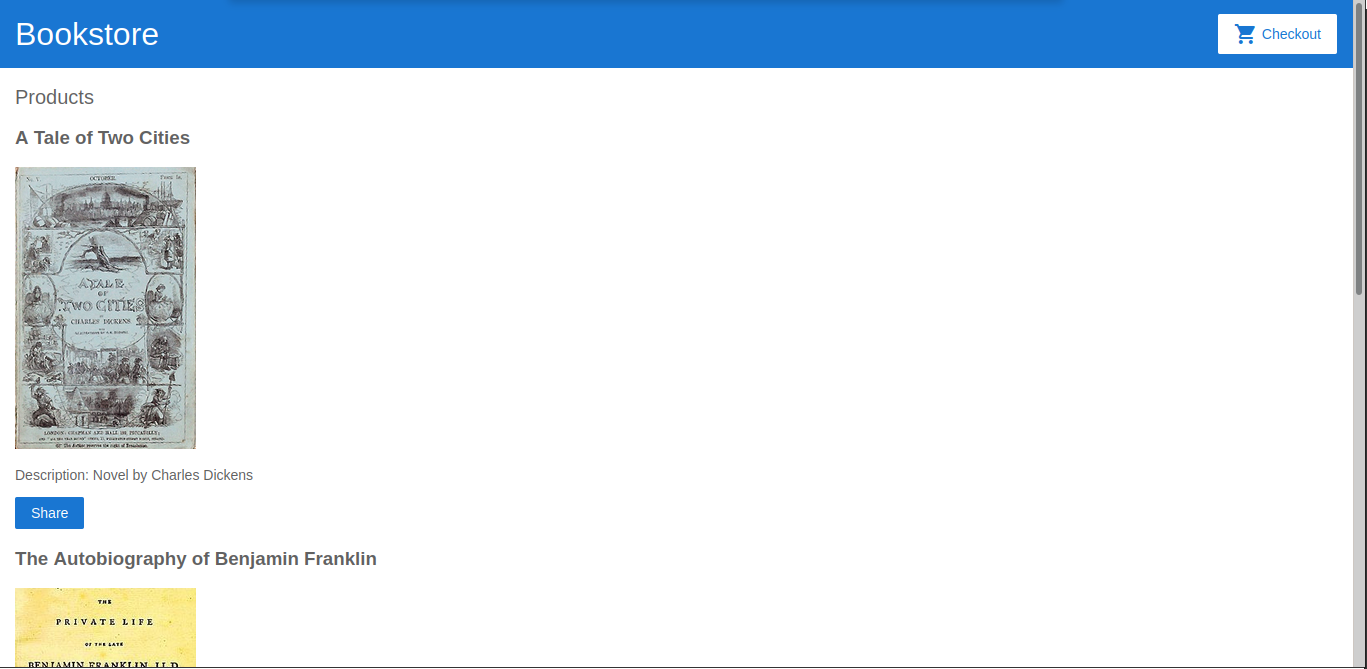 Bookstore
Checkout
Products
A Tale of Two Cities
No. V.
OCTOBER.
Price 1s.
A TALE
OF
TWO CITIES
BY
CHARLES DICKENS
LONDON: CHAPMAN AND HALL 193, PICCADILLY;
Description: Novel by Charles Dickens
Share
The Autobiography of Benjamin Franklin
THE
PRIVATE LIFE
OF THE LATE
BENJAMIN FRANKLIN, LL.D.